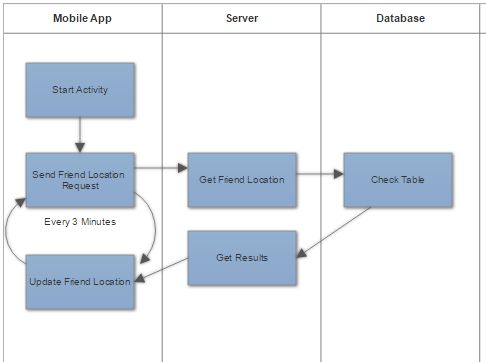 Mobile App
Server
Database
Start Activity
Send Friend Location
Request
Get Friend Location
Check Table
Every 3 Minutes
Get Results
Update Friend Location